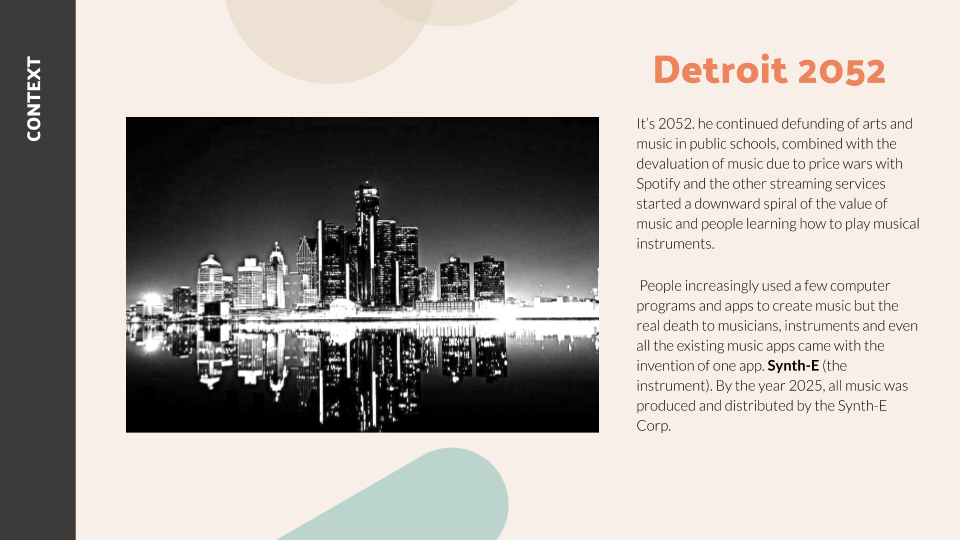 CONTEXT
Detroit 2052
It's 2052. he continued defunding of arts and
music in public schools, combined with the
devaluation of music due to price wars with
Spotify and the other streaming services
started a downward spiral of the value of
music and people learning how to play musical
instruments.
People increasingly used a few computer
programs and apps to create music but the
real death to musicians, instruments and even
all the existing music apps came with the
invention of one app. Synth-E (the
instrument). By the year 2025, all music was
produced and distributed by the Synth-E
Corp.